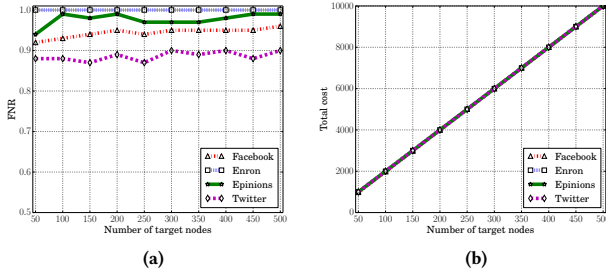 1.0
0.9
0.8
0.7
0.6
0.5
FNR
50 100 150 200 250 300 350 400 450 500
Number of target nodes
Facebook
Enron
Epinions
Twitter
(a)
10000
8000
6000
4000
2000
0
Total cost
50 100 150 200 250 300 350 400 450 500
Number of target nodes
Facebook
Enron
Epinions
Twitter
(b)